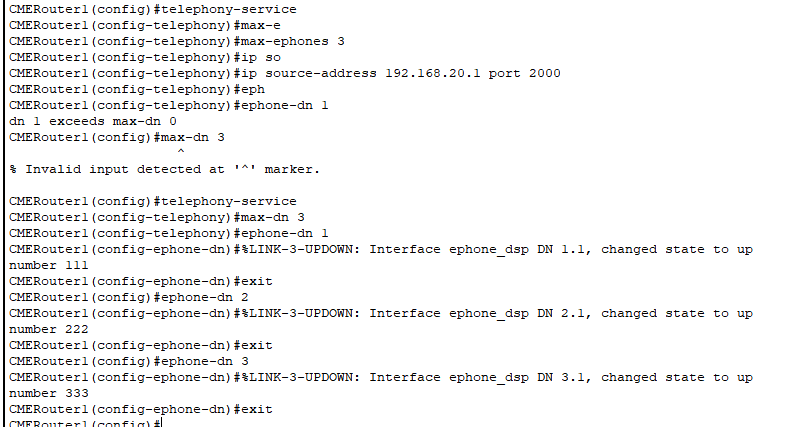 CMERouter1(config)#telephony-service
CMERouter1(config-telephony)#max-e
CMERouter1(config-telephony)#max-ephones 3
CMERouter1(config-telephony)#ip so
CMERouter1(config-telephony)#ip source-address 192.168.20.1 port 2000
CMERouter1(config-telephony)#eph
CMERouter1(config-telephony)#ephone-dn 1
dn 1 exceeds max-dn 0
CMERouter1(config)#max-dn 3
^
% Invalid input detected at '^' marker.
CMERouter1(config)#telephony-service
CMERouter1(config-telephony)#max-dn 3
CMERouter1(config-telephony)#ephone-dn 1
CMERouter1(config-ephone-dn)#%LINK-3-UPDOWN: Interface ephone_dsp DN 1.1, changed state to up
number 111
CMERouter1(config-ephone-dn)#exit
CMERouter1(config)#ephone-dn 2
CMERouter1(config-ephone-dn)#%LINK-3-UPDOWN: Interface ephone_dsp DN 2.1, changed state to up
number 222
CMERouter1(config-ephone-dn)#exit
CMERouter1(config)#ephone-dn 3
CMERouter1(config-ephone-dn)#%LINK-3-UPDOWN: Interface ephone_dsp DN 3.1, changed state to up
number 333
CMERouter1(config-ephone-dn)#exit
CMERouter1(config)#